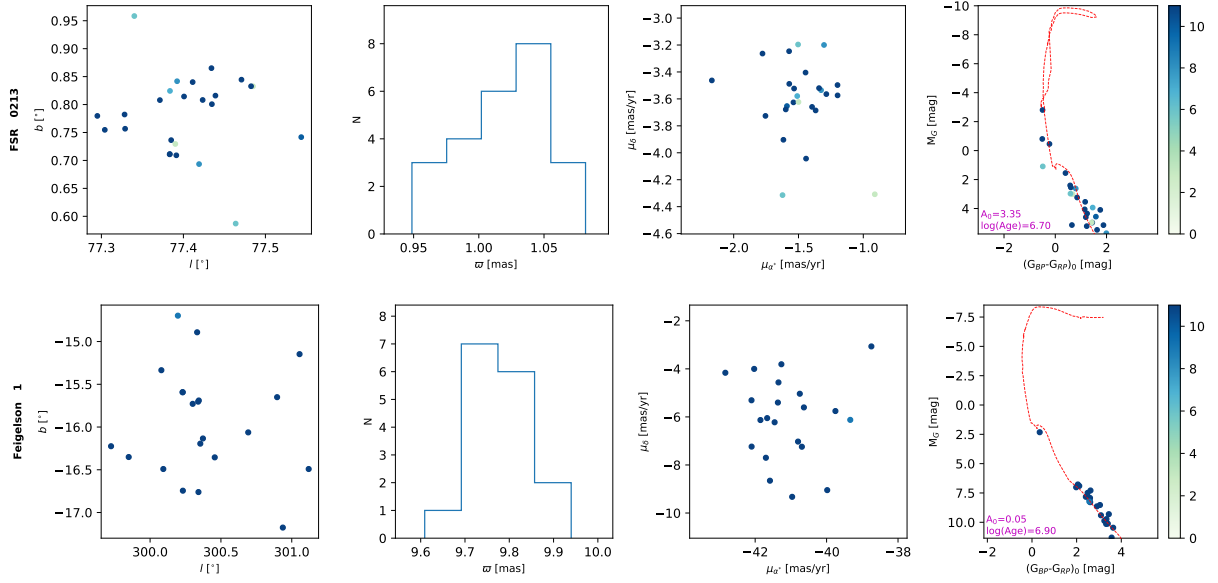 FSR 0213
0.95
0.90
0.85
0.80
0.75
0.70
0.65
0.60
b [°]
77.3 77.4 77.5
l [°]
8
6
4
2
0
N
0.95 1.00 1.05
ϖ [mas]
−3.0
−3.2
−3.4
−3.6
−3.8
−4.0
−4.2
−4.4
−4.6
μδ [mas/yr]
−2.0 −1.5 −1.0
μα* [mas/yr]
−10
−8
−6
−4
−2
0
2
4
M_G [mag]
A₀=3.35
log(Age)=6.70
−2 0 2 4
(G_BP-G_RP)₀ [mag]
10
8
6
4
2
0
Feigelson 1
−15.0
−15.5
−16.0
−16.5
−17.0
b [°]
300.0 300.5 301.0
l [°]
8
7
6
5
4
3
2
1
0
N
9.6 9.7 9.8 9.9 10.0
ϖ [mas]
−2
−4
−6
−8
−10
μδ [mas/yr]
−42 −40 −38
μα* [mas/yr]
−7.5
−5.0
−2.5
0.0
2.5
5.0
7.5
10.0
M_G [mag]
A₀=0.05
log(Age)=6.90
−2 0 2 4
(G_BP-G_RP)₀ [mag]
10
8
6
4
2
0